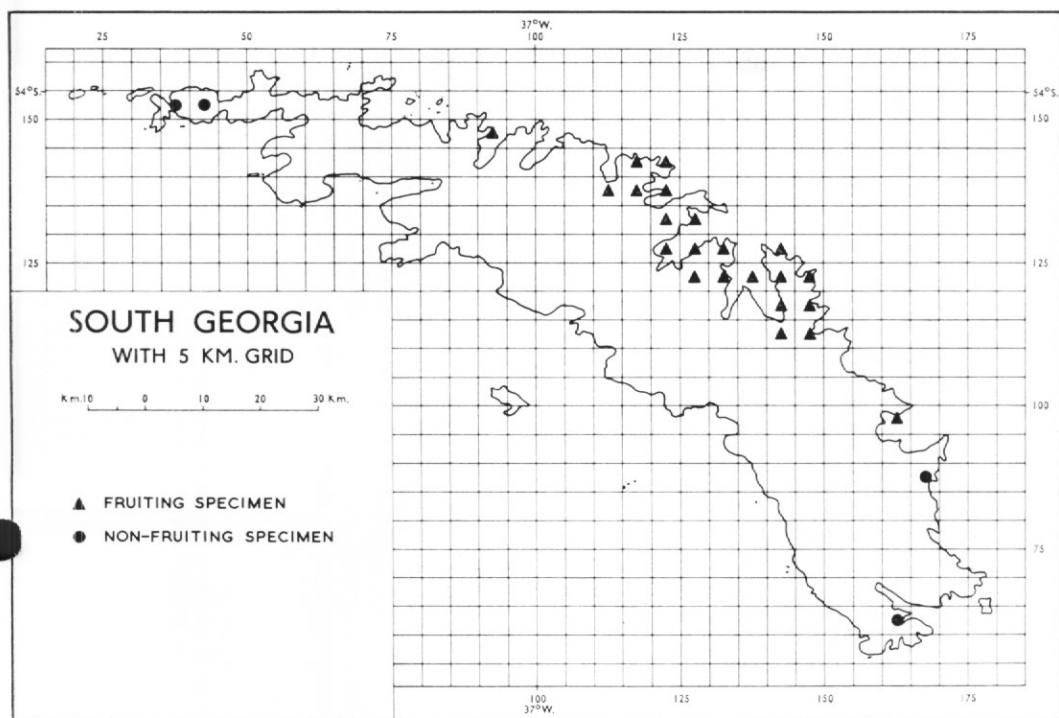 37°W.
25 50 75 100 125 150 175
54°S. 54°S.
150 150
125 125
SOUTH GEORGIA
WITH 5 KM. GRID
Km.10 0 10 20 30 Km.
100
▲ FRUITING SPECIMEN
● NON-FRUITING SPECIMEN
75
100 125 150 175
37°W.